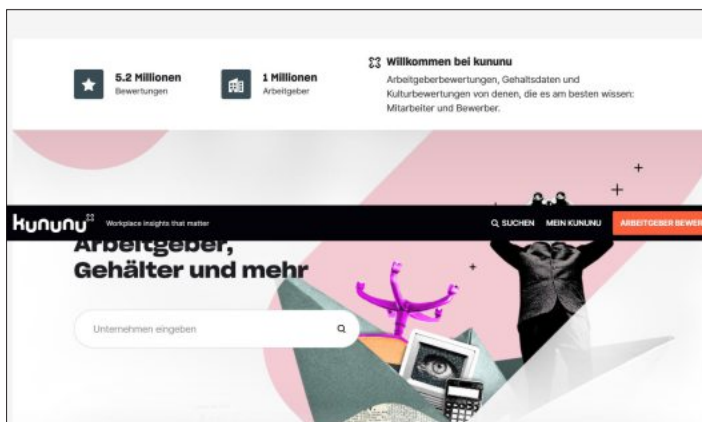 5.2 Millionen
Bewertungen
1 Millionen
Arbeitgeber
Willkommen bei kununu
Arbeitgeberbewertungen, Gehaltsdaten und
Kulturbewertungen von denen, die es am besten wissen:
Mitarbeiter und Bewerber.
kununu Workplace insights that matter SUCHEN MEIN KUNUNU ARBEITGEBER BEWER
Arbeitgeber,
Gehälter und mehr
Unternehmen eingeben